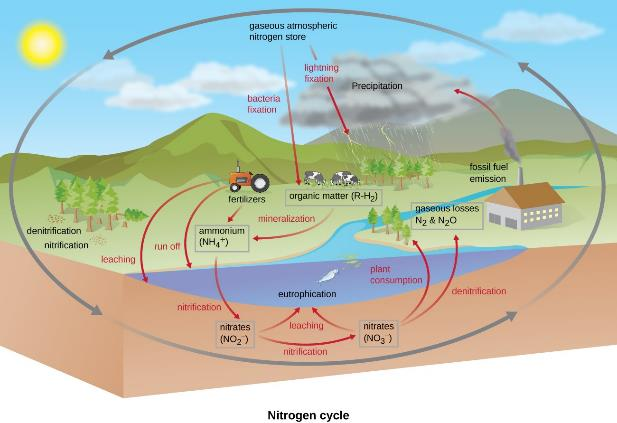 gaseous atmospheric
nitrogen store
lightning
fixation
Precipitation
bacteria
fixation
fossil fuel
emission
fertilizers
organic matter (R-H₂)
gaseous losses
N₂ & N₂O
mineralization
ammonium
(NH₄⁺)
denitrification
nitrification
leaching
run off
plant
consumption
denitrification
eutrophication
nitrification
nitrates
(NO₂⁻)
leaching
nitrates
(NO₃⁻)
nitrification
Nitrogen cycle